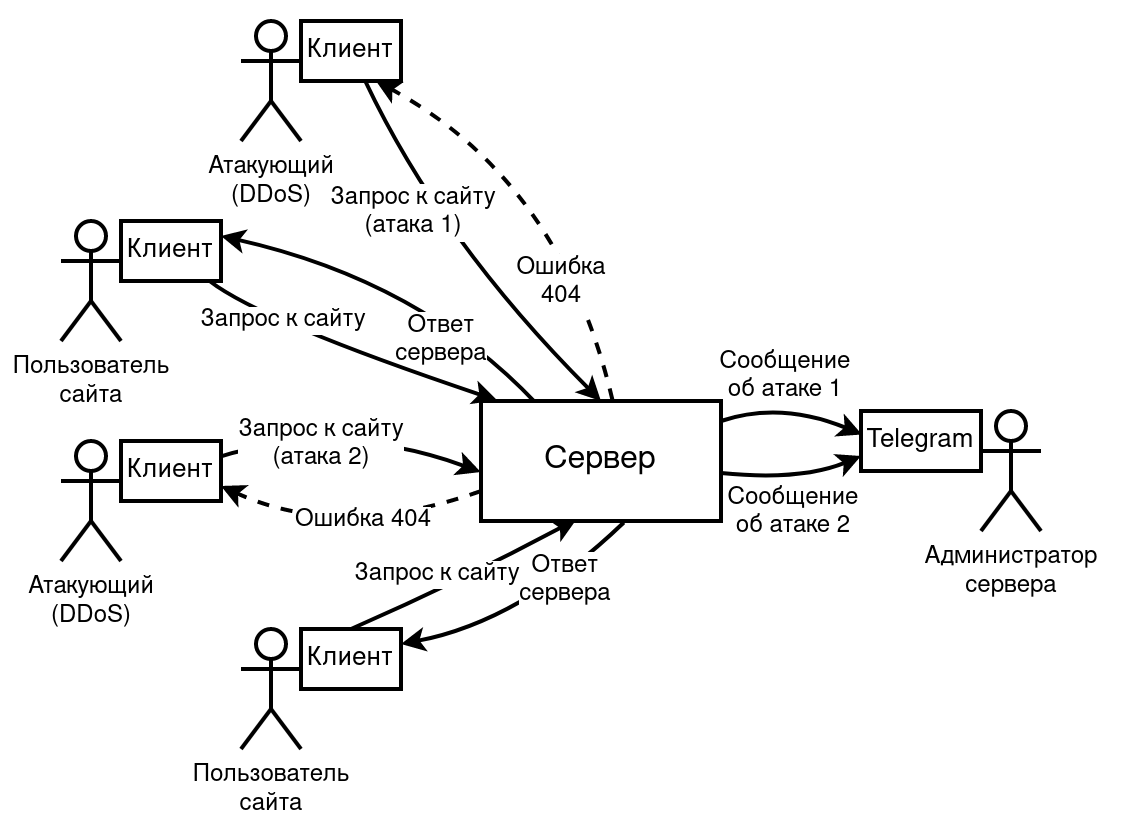 Клиент
Атакующий
(DDoS)
Запрос к сайту
(атака 1)
Ошибка
404
Клиент
Пользователь
сайта
Запрос к сайту
Ответ
сервера
Клиент
Атакующий
(DDoS)
Запрос к сайту
(атака 2)
Ошибка 404
Сервер
Сообщение
об атаке 1
Сообщение
об атаке 2
Telegram
Администратор
сервера
Запрос к сайту
Ответ
сервера
Клиент
Пользователь
сайта